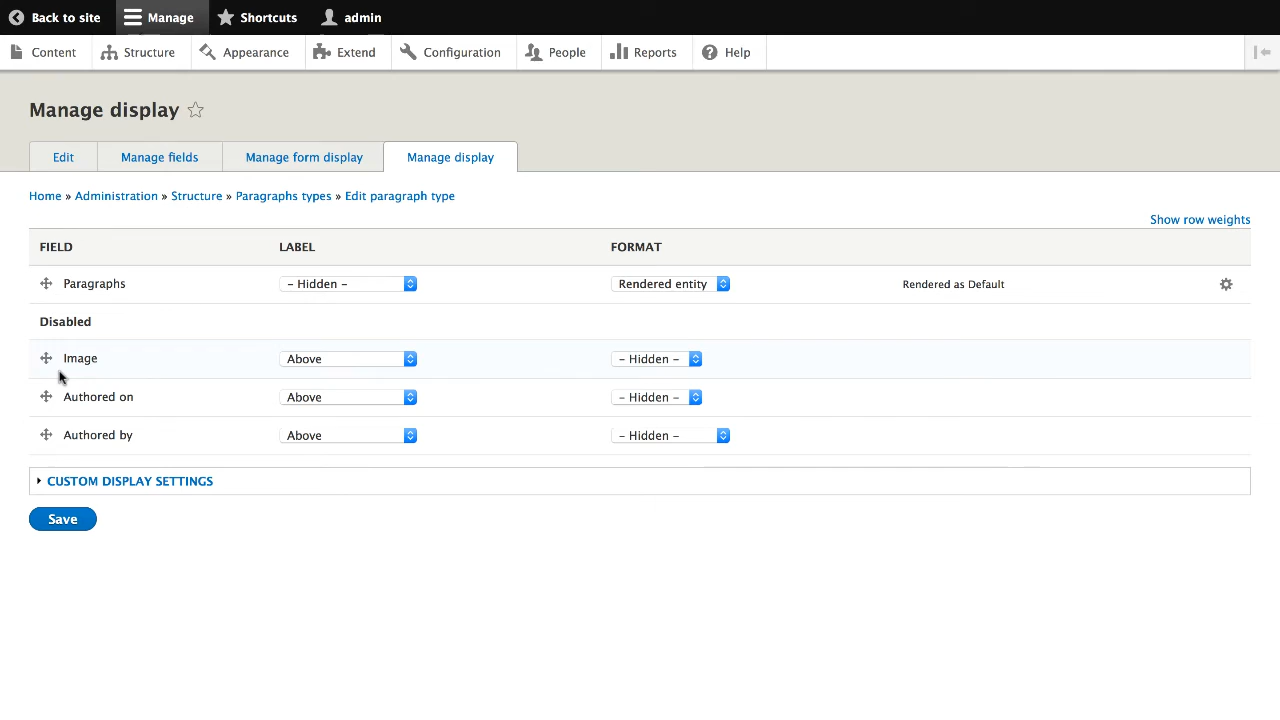 Back to site Manage Shortcuts admin
Content Structure Appearance Extend Configuration People Reports Help
Manage display
Edit Manage fields Manage form display Manage display
Home » Administration » Structure » Paragraphs types » Edit paragraph type
Show row weights
FIELD LABEL FORMAT
Paragraphs - Hidden - Rendered entity Rendered as Default
Disabled
Image Above - Hidden -
Authored on Above - Hidden -
Authored by Above - Hidden -
CUSTOM DISPLAY SETTINGS
Save